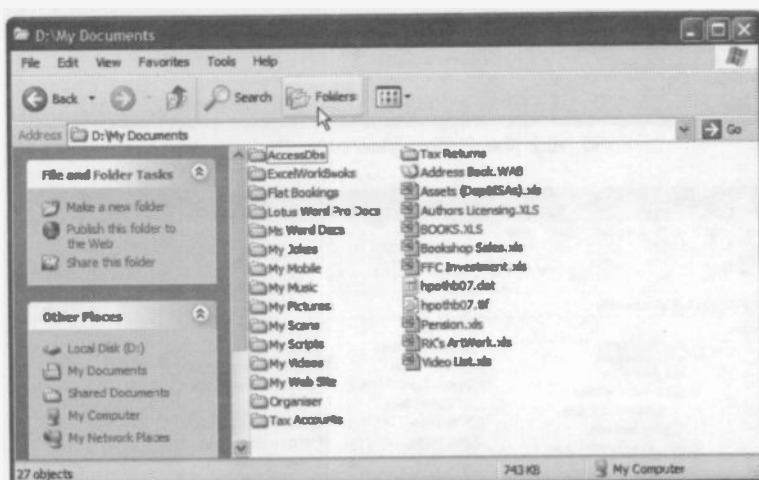 D:\My Documents
File Edit View Favorites Tools Help
Back Search Folders
Address D:\My Documents Go
File and Folder Tasks
Make a new folder
Publish this folder to
the Web
Share this folder
Other Places
Local Disk (D:)
My Documents
Shared Documents
My Computer
My Network Places
AccessDbs
ExcelWorkBooks
Flat Bookings
Lotus Word Pro Docs
Ms Word Docs
My Jokes
My Mobile
My Music
My Pictures
My Scans
My Scripts
My Videos
My Web Site
Organiser
Tax Accounts
Tax Returns
Address Book.WAB
Assets (Dep&ISAs).xls
Authors Licensing.XLS
BOOKS.XLS
Bookshop Sales.xls
FFC Investment.xls
hpothb07.dat
hpothb07.tif
Pension.xls
RK's ArtWork.xls
Video List.xls
27 objects 743 KB My Computer